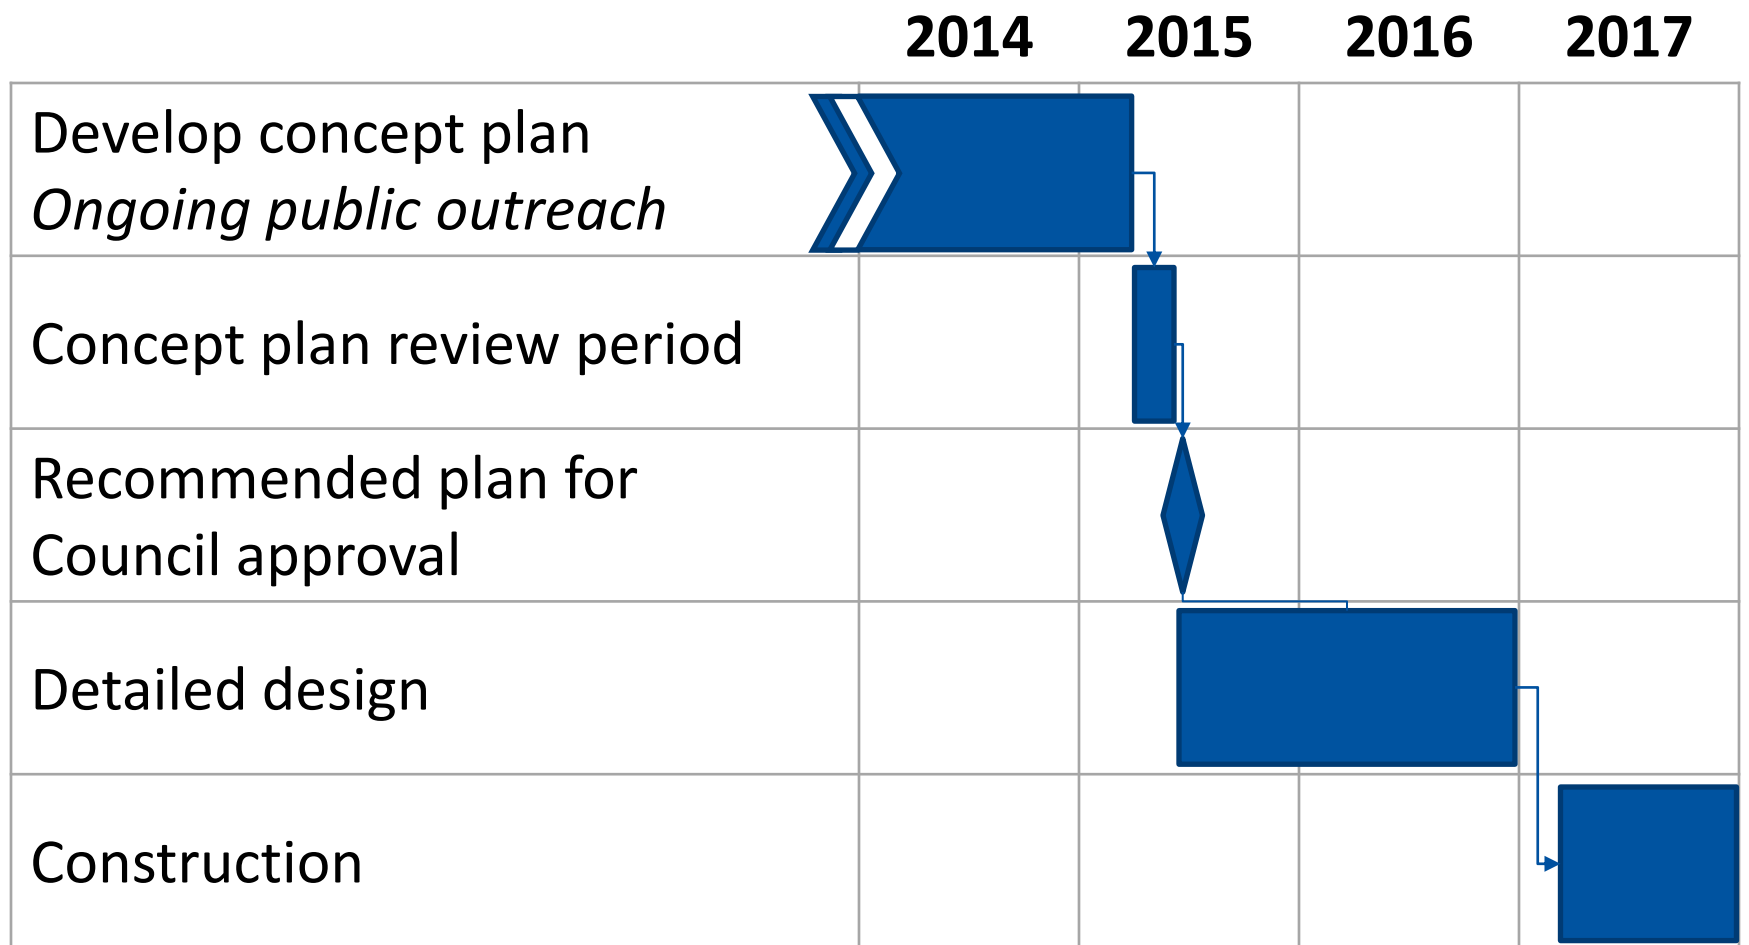 2014 2015 2016 2017
Develop concept plan
Ongoing public outreach
Concept plan review period
Recommended plan for
Council approval
Detailed design
Construction